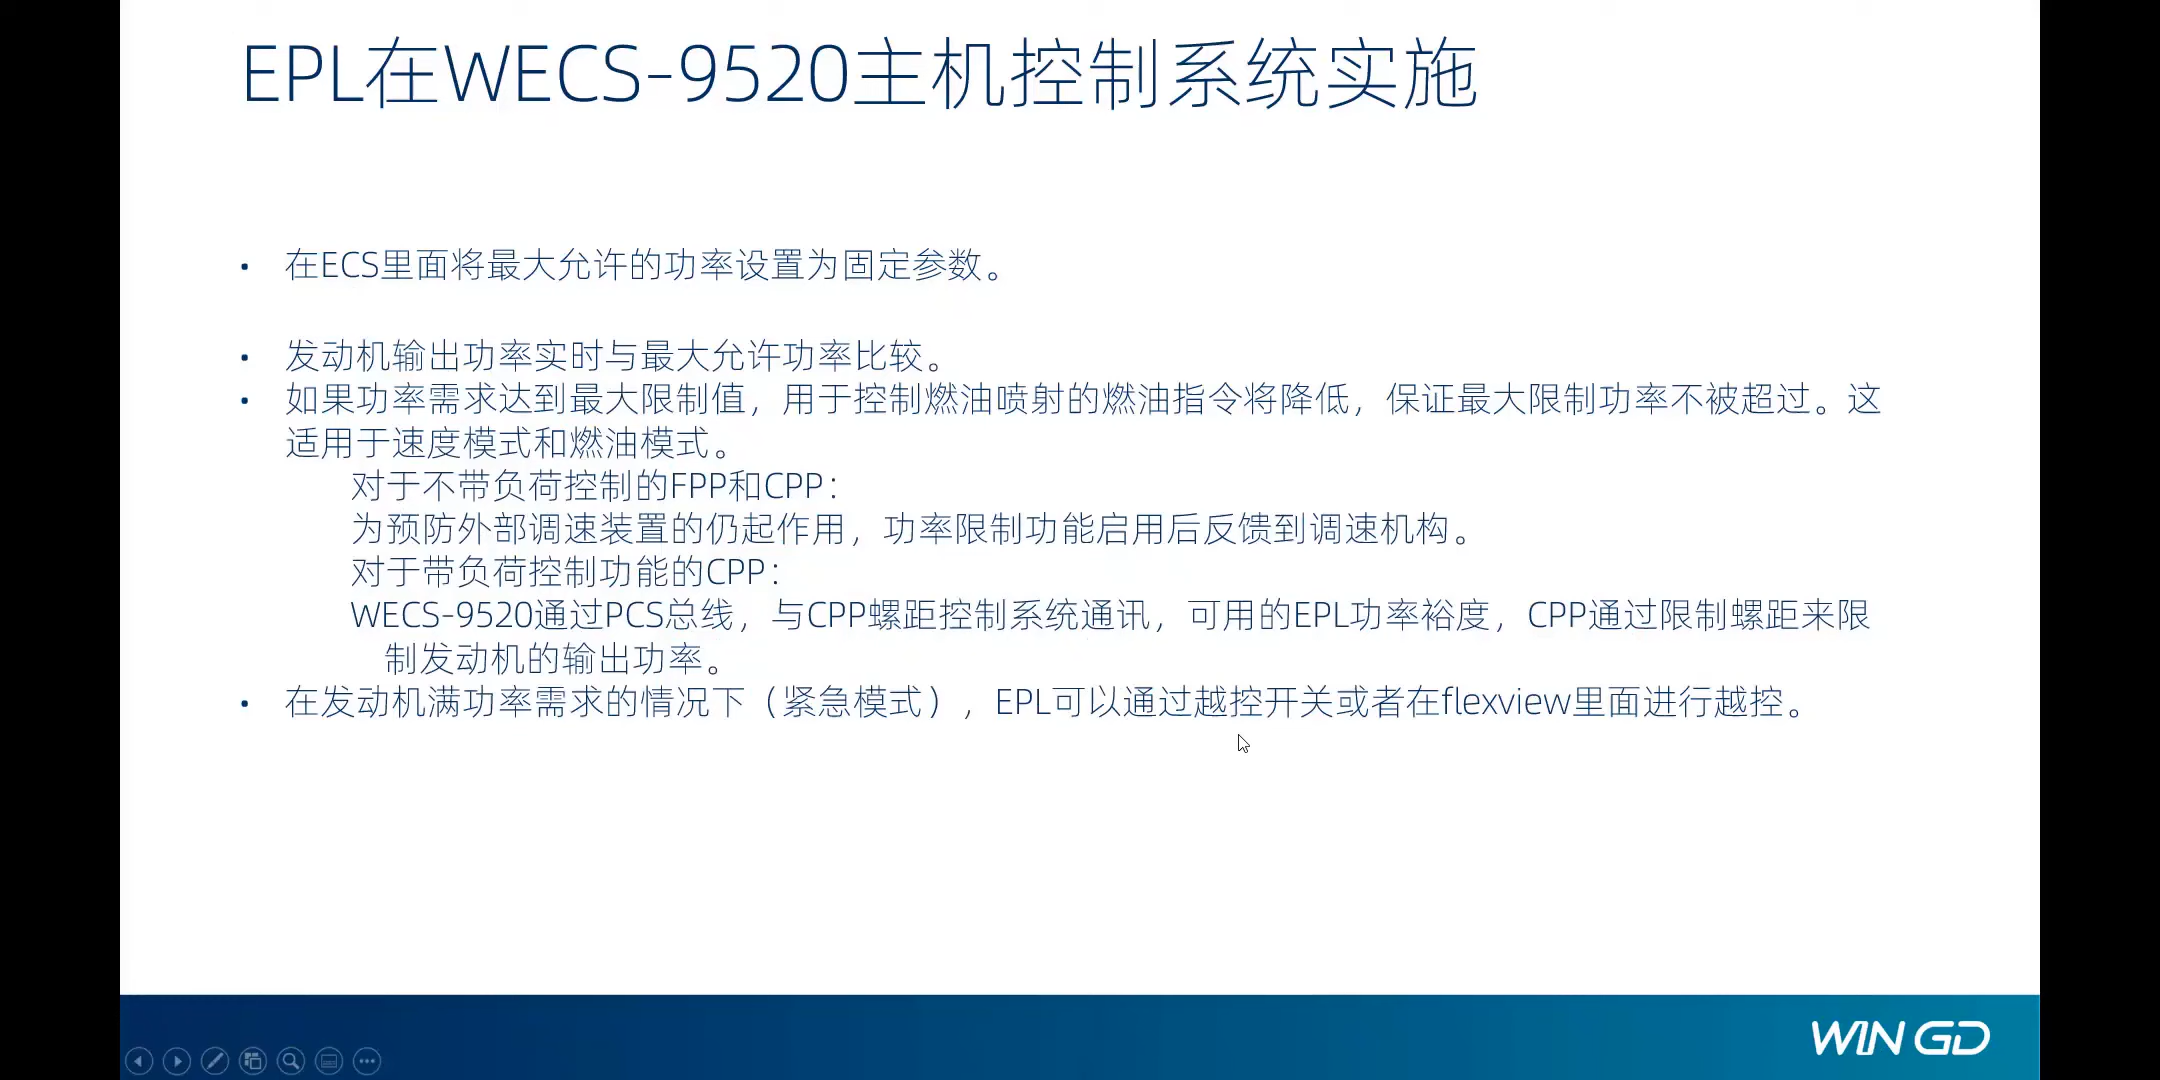 EPL在WECS-9520主机控制系统实施
• 在ECS里面将最大允许的功率设置为固定参数。
• 发动机输出功率实时与最大允许功率比较。
• 如果功率需求达到最大限制值，用于控制燃油喷射的燃油指令将降低，保证最大限制功率不被超过。这
适用于速度模式和燃油模式。
对于不带负荷控制的FPP和CPP：
为预防外部调速装置的仍起作用，功率限制功能启用后反馈到调速机构。
对于带负荷控制功能的CPP：
WECS-9520通过PCS总线，与CPP螺距控制系统通讯，可用的EPL功率裕度，CPP通过限制螺距来限
制发动机的输出功率。
• 在发动机满功率需求的情况下（紧急模式），EPL可以通过越控开关或者在flexview里面进行越控。
WIN GD